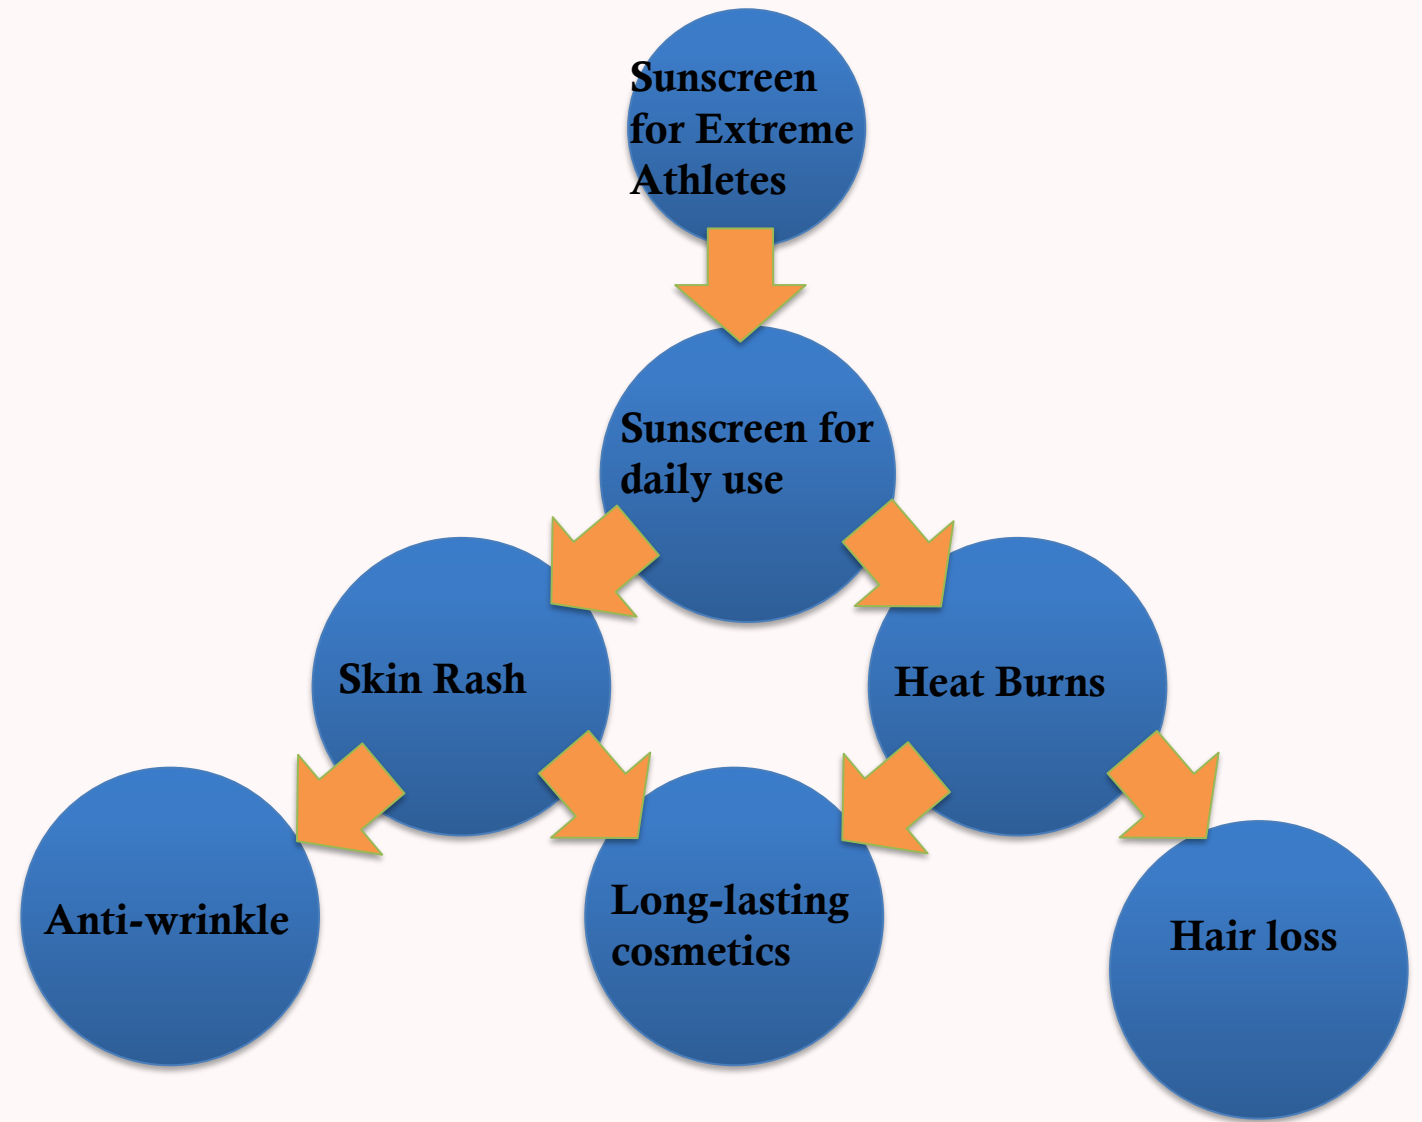 Sunscreen
for Extreme
Athletes
Sunscreen for
daily use
Skin Rash
Heat Burns
Anti-wrinkle
Long-lasting
cosmetics
Hair loss